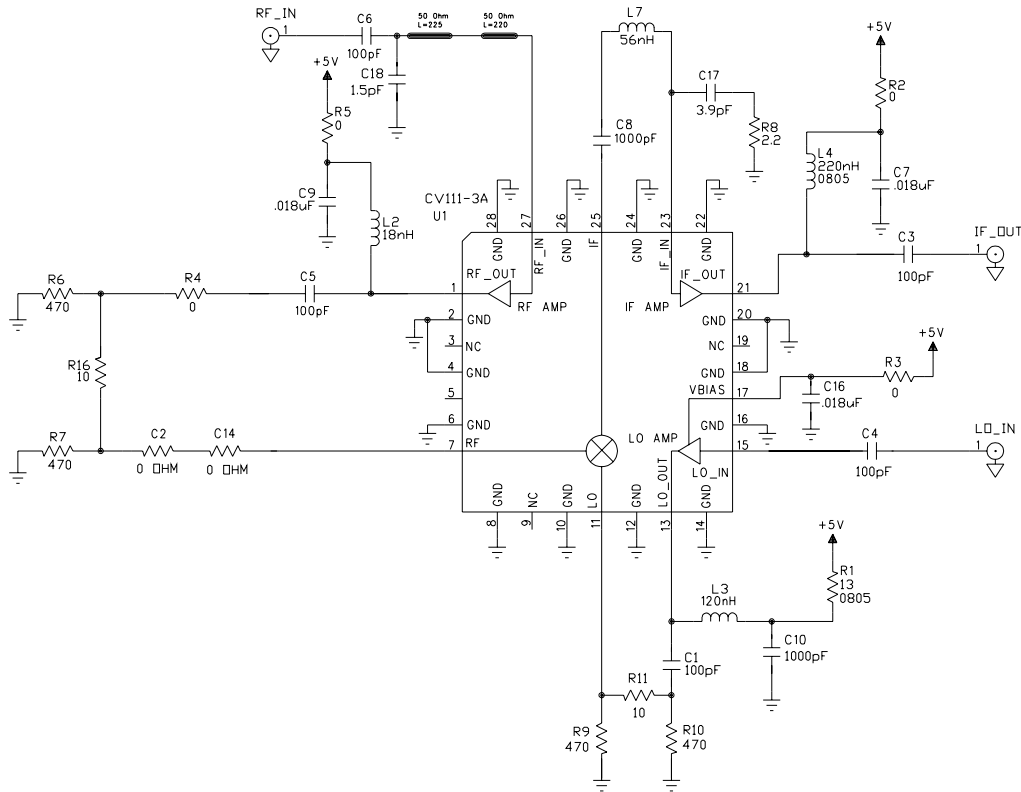 RF_IN
1
C6
100pF
50 Ohm
L=225
50 Ohm
L=220
C18
1.5pF
+5V
R5
0
C9
.018uF
L2
18nH
L7
56nH
C17
3.9pF
R8
2.2
C8
1000pF
+5V
R2
0
L4
220nH
0805
C7
.018uF
CV111-3A
U1
28
27
26
25
24
23
22
GND
RF_IN
GND
IF
GND
IF_IN
GND
C3
100pF
IF_OUT
1
RF_OUT
RF AMP
IF_OUT
IF AMP
R6
470
R4
0
C5
100pF
1
2
GND
3
NC
4
GND
5
6
GND
7
RF
21
20
GND
19
NC
18
GND
17
VBIAS
16
GND
15
LO_IN
LO AMP
LO_OUT
+5V
R3
0
C16
.018uF
R16
10
R7
470
C2
0 OHM
C14
0 OHM
C4
100pF
LO_IN
1
GND
NC
GND
LO
GND
GND
8
9
10
11
12
13
14
+5V
R1
13
0805
L3
120nH
C10
1000pF
C1
100pF
R11
10
R9
470
R10
470